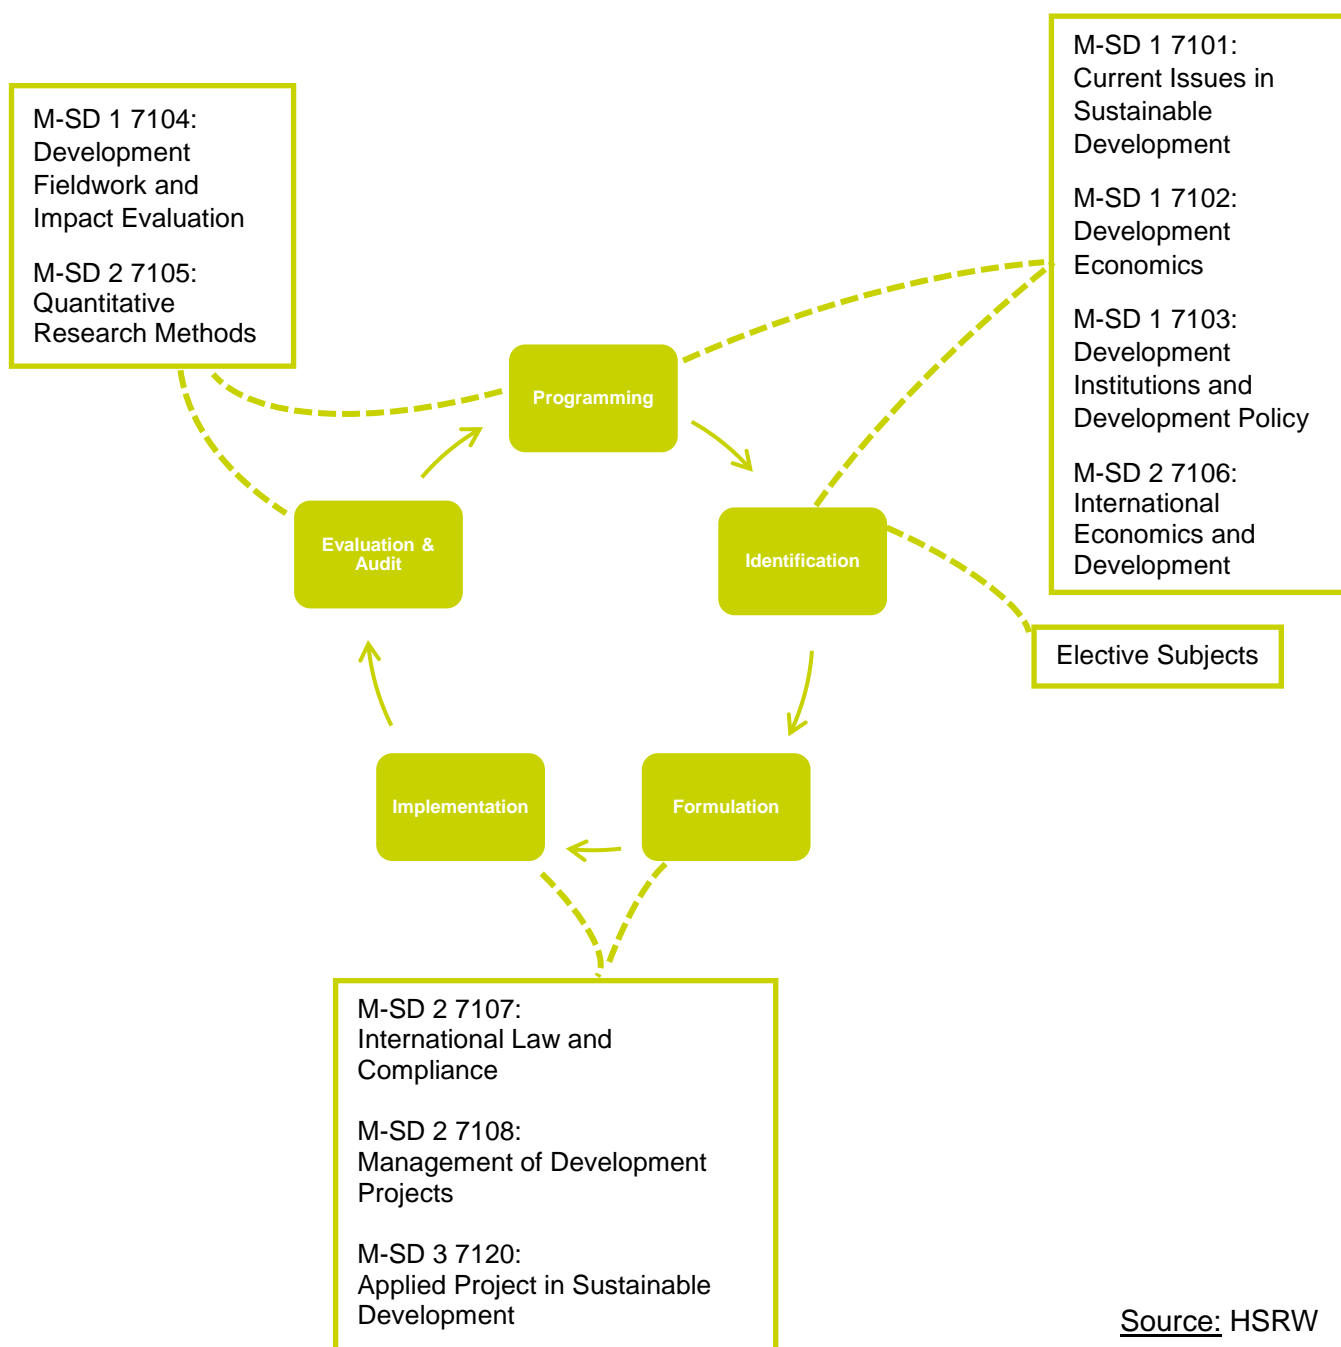 M-SD 1 7104:
Development
Fieldwork and
Impact Evaluation
M-SD 2 7105:
Quantitative
Research Methods
M-SD 1 7101:
Current Issues in
Sustainable
Development
M-SD 1 7102:
Development
Economics
M-SD 1 7103:
Development
Institutions and
Development Policy
M-SD 2 7106:
International
Economics and
Development
Elective Subjects
Programming
Identification
Formulation
Implementation
Evaluation &
Audit
M-SD 2 7107:
International Law and
Compliance
M-SD 2 7108:
Management of Development
Projects
M-SD 3 7120:
Applied Project in Sustainable
Development
Source: HSRW